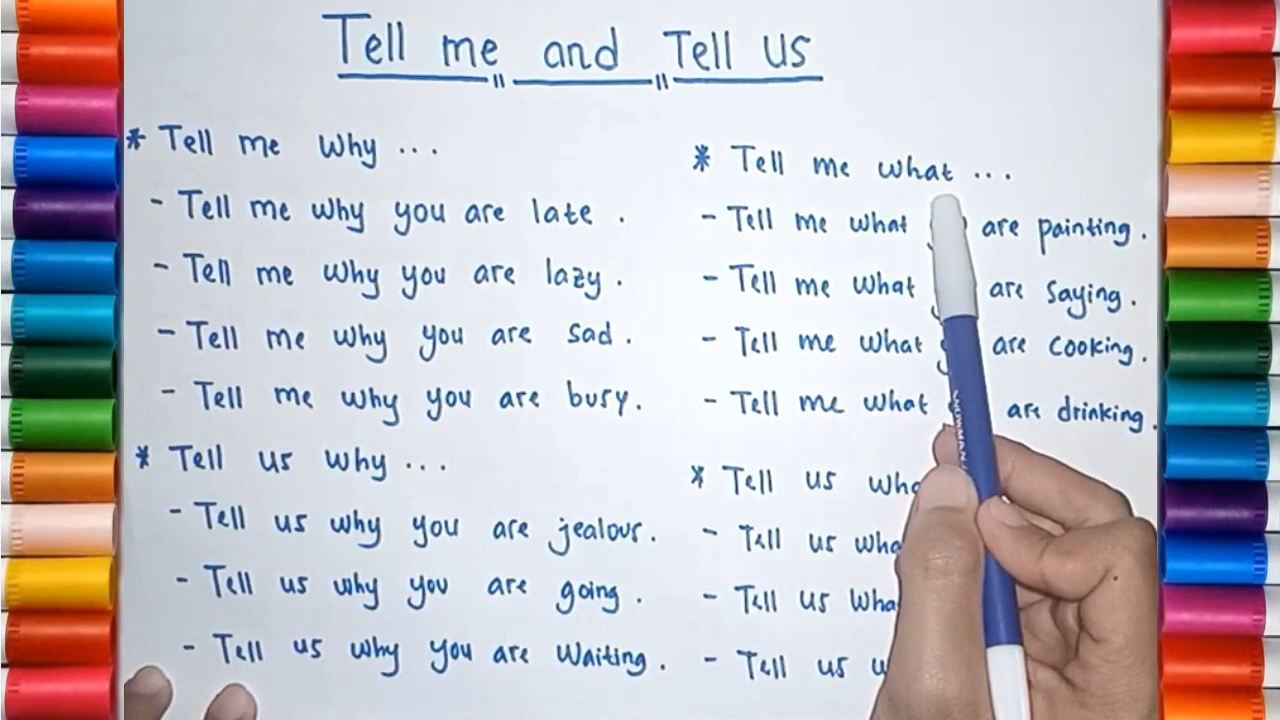 Tell me and Tell us
* Tell me why ...
- Tell me why you are late .
- Tell me why you are lazy .
- Tell me why you are sad .
- Tell me why you are busy.
* Tell us why ...
- Tell us why you are jealous.
- Tell us why you are going .
- Tell us why you are waiting.
* Tell me what ...
- Tell me what are painting.
- Tell me what are saying.
- Tell me what are cooking.
- Tell me what are drinking.
* Tell us
- Tell us
- Tell us
- Tell us